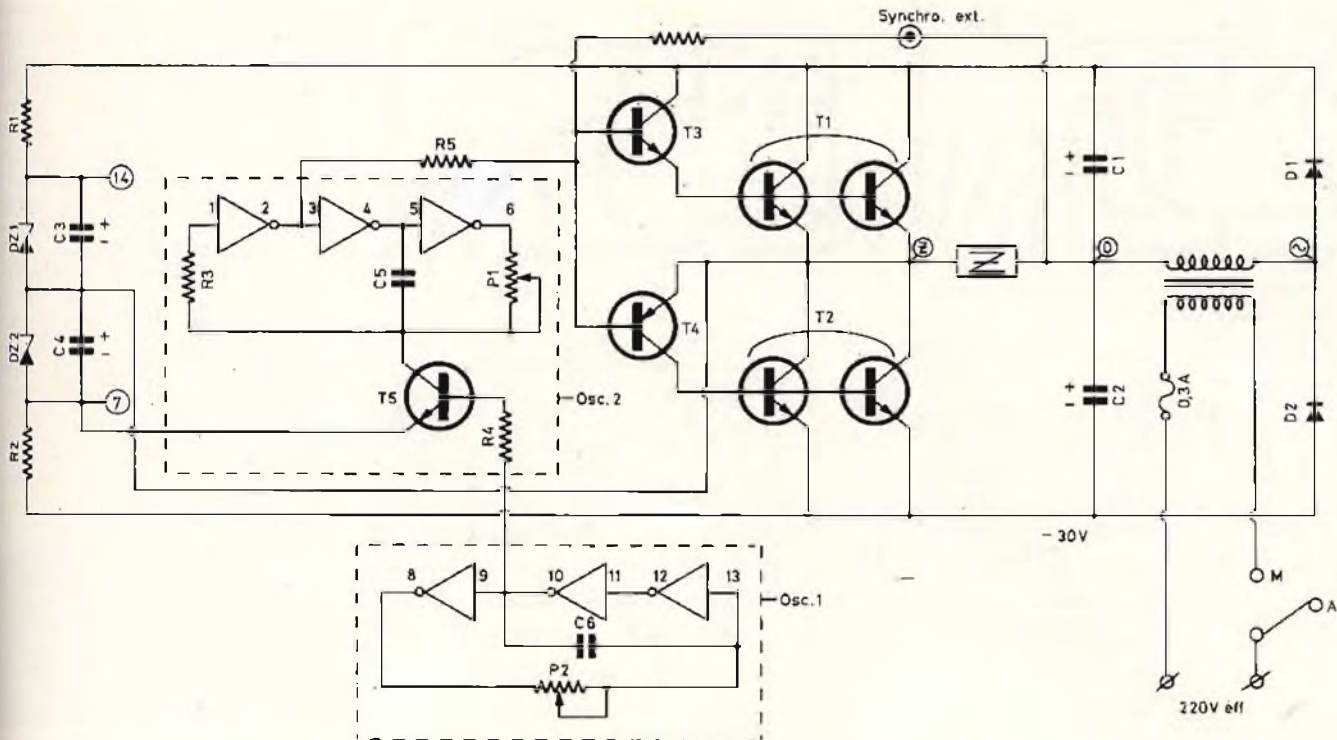 Synchro. ext.
R1
14
DZ1
C3
+
-
DZ2
C4
+
-
7
R2
R5
1
2
3
4
5
6
R3
C5
P1
T5
R4
Osc. 2
T3
T1
T4
T2
+
-
C1
0
+
-
C2
D1
D2
0,3A
- 30V
M
A
220V eff
8
9
10
11
12
13
C6
P2
Osc.1